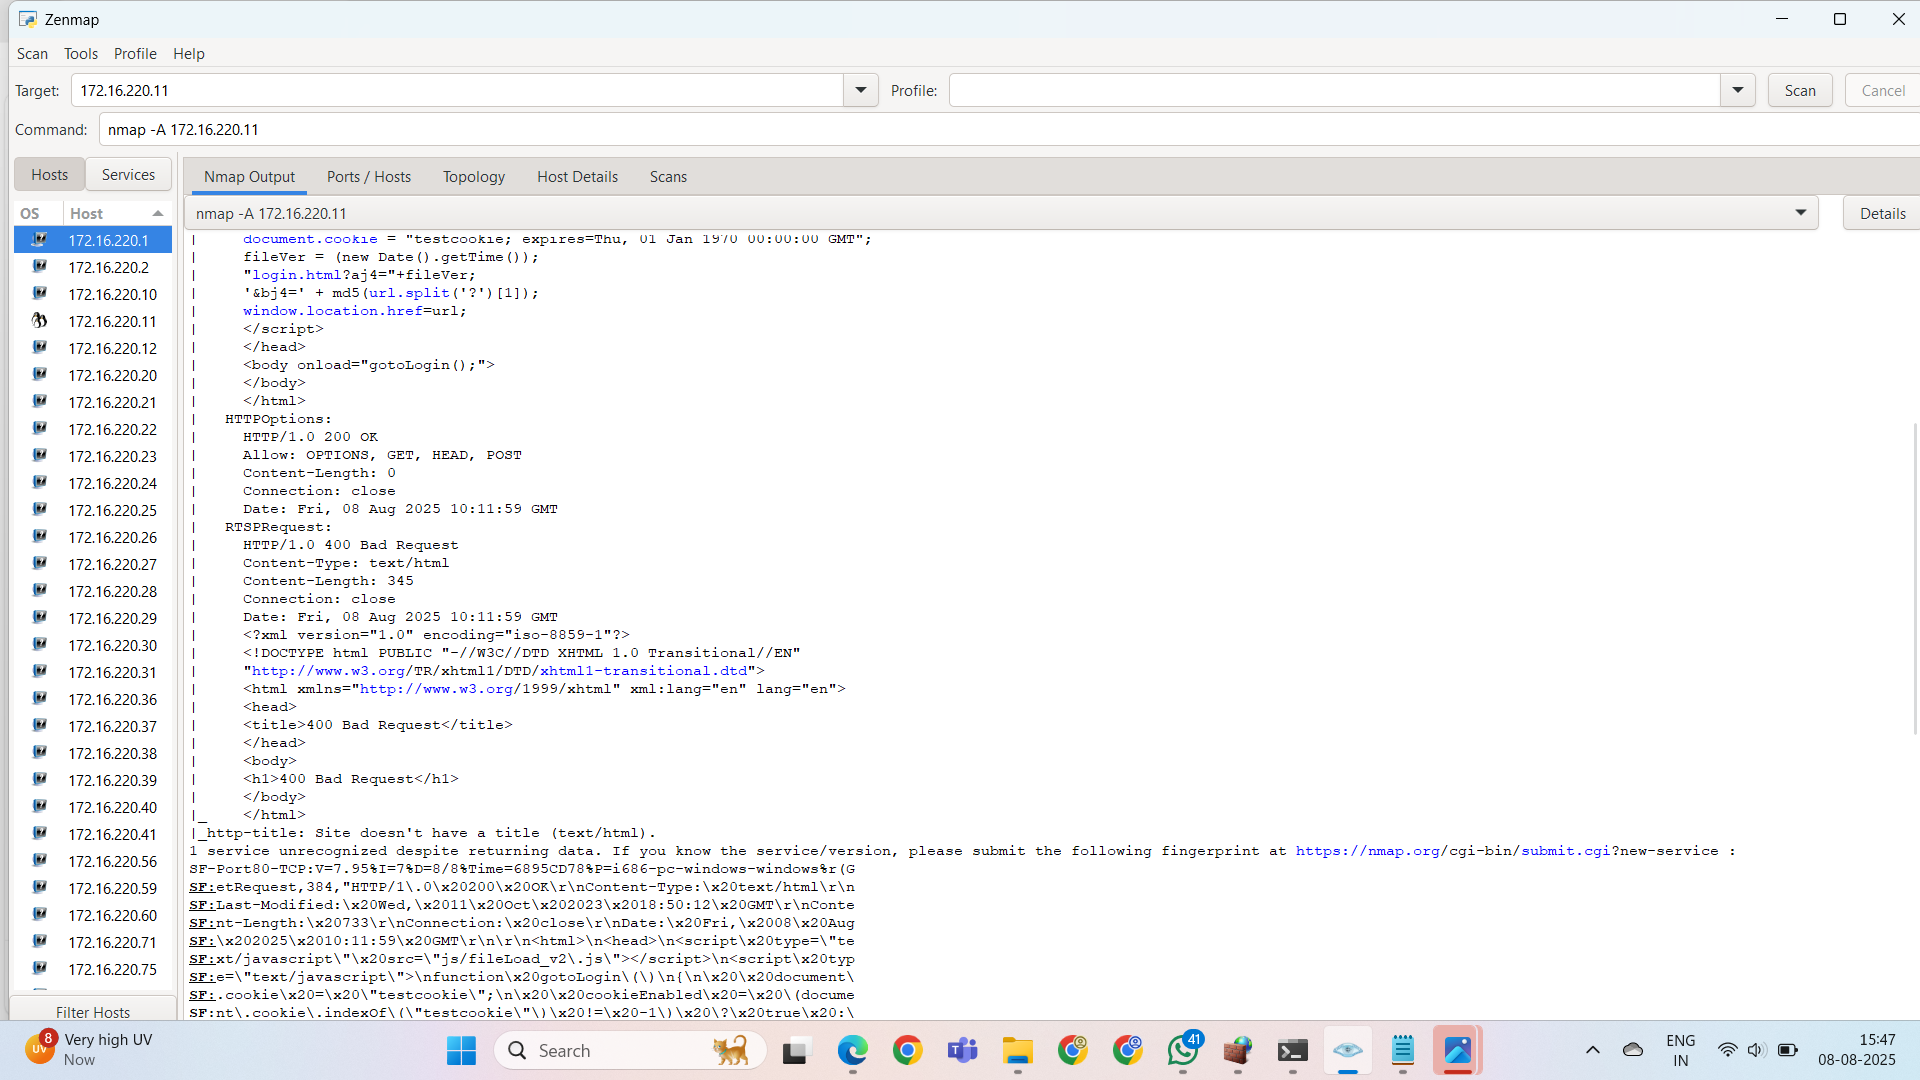 Zenmap
Scan Tools Profile Help
Target: 172.16.220.11 Profile: Scan Cancel
Command: nmap -A 172.16.220.11
Hosts Services
Nmap Output Ports / Hosts Topology Host Details Scans
OS Host
nmap -A 172.16.220.11 Details
172.16.220.1
172.16.220.2
172.16.220.10
172.16.220.11
172.16.220.12
172.16.220.20
172.16.220.21
172.16.220.22
172.16.220.23
172.16.220.24
172.16.220.25
172.16.220.26
172.16.220.27
172.16.220.28
172.16.220.29
172.16.220.30
172.16.220.31
172.16.220.36
172.16.220.37
172.16.220.38
172.16.220.39
172.16.220.40
172.16.220.41
172.16.220.56
172.16.220.59
172.16.220.60
172.16.220.71
172.16.220.75
Filter Hosts
| document.cookie = "testcookie; expires=Thu, 01 Jan 1970 00:00:00 GMT";
| fileVer = (new Date().getTime());
| "login.html?aj4="+fileVer;
| '&bj4=' + md5(url.split('?')[1]);
| window.location.href=url;
| </script>
| </head>
| <body onload="gotoLogin();">
| </body>
| </html>
| HTTPOptions:
| HTTP/1.0 200 OK
| Allow: OPTIONS, GET, HEAD, POST
| Content-Length: 0
| Connection: close
| Date: Fri, 08 Aug 2025 10:11:59 GMT
| RTSPRequest:
| HTTP/1.0 400 Bad Request
| Content-Type: text/html
| Content-Length: 345
| Connection: close
| Date: Fri, 08 Aug 2025 10:11:59 GMT
| <?xml version="1.0" encoding="iso-8859-1"?>
| <!DOCTYPE html PUBLIC "-//W3C//DTD XHTML 1.0 Transitional//EN"
| "http://www.w3.org/TR/xhtml1/DTD/xhtml1-transitional.dtd">
| <html xmlns="http://www.w3.org/1999/xhtml" xml:lang="en" lang="en">
| <head>
| <title>400 Bad Request</title>
| </head>
| <body>
| <h1>400 Bad Request</h1>
| </body>
|_ </html>
|_http-title: Site doesn't have a title (text/html).
1 service unrecognized despite returning data. If you know the service/version, please submit the following fingerprint at https://nmap.org/cgi-bin/submit.cgi?new-service :
SF-Port80-TCP:V=7.95%I=7%D=8/8%Time=6895CD78%P=i686-pc-windows-windows%r(G
SF:etRequest,384,"HTTP/1\.0\x20200\x20OK\r\nContent-Type:\x20text/html\r\n
SF:Last-Modified:\x20Wed,\x2011\x20Oct\x202023\x2018:50:12\x20GMT\r\nConte
SF:nt-Length:\x20733\r\nConnection:\x20close\r\nDate:\x20Fri,\x2008\x20Aug
SF:\x202025\x2010:11:59\x20GMT\r\n\r\n<html>\n<head>\n<script\x20type=\"te
SF:xt/javascript\"\x20src=\"js/fileLoad_v2\.js\"></script>\n<script\x20typ
SF:e=\"text/javascript\">\nfunction\x20gotoLogin\(\)\n{\n\x20\x20document\
SF:.cookie\x20=\x20\"testcookie\";\n\x20\x20cookieEnabled\x20=\x20\(docume
SF:nt\.cookie\.indexOf\(\"testcookie\"\)\x20!=\x20-1\)\x20\?\x20true\x20:\
8
UV
Very high UV
Now
Search
41
ENG
IN
15:47
08-08-2025